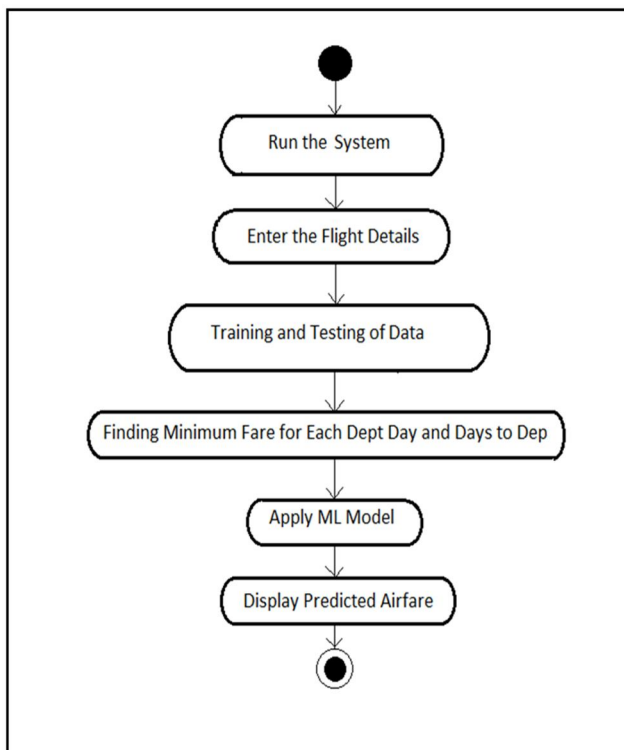 Run the System
Enter the Flight Details
Training and Testing of Data
Finding Minimum Fare for Each Dept Day and Days to Dep
Apply ML Model
Display Predicted Airfare